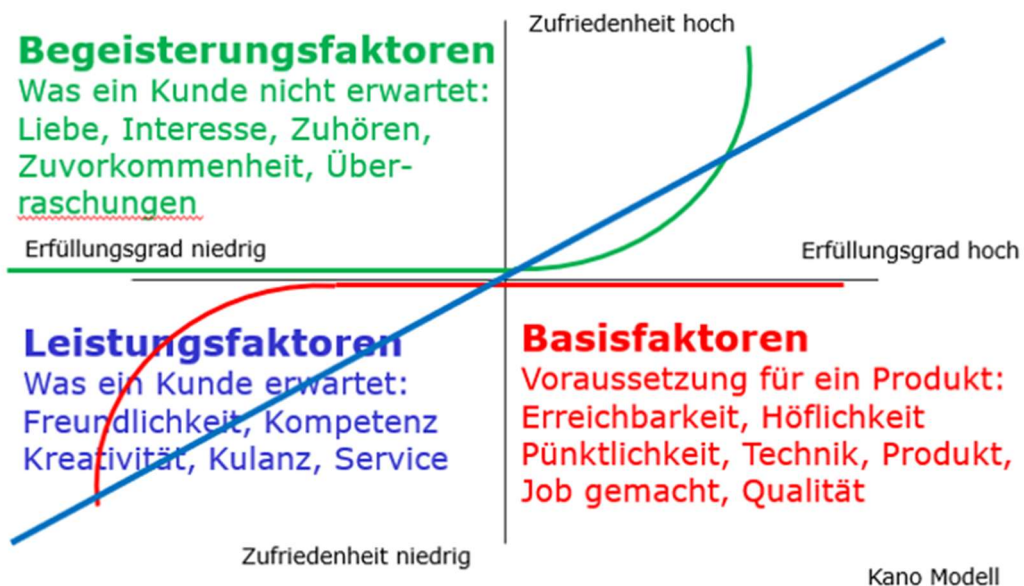 Zufriedenheit hoch
Begeisterungsfaktoren
Was ein Kunde nicht erwartet:
Liebe, Interesse, Zuhören,
Zuvorkommenheit, Über-
raschungen
Erfüllungsgrad niedrig
Erfüllungsgrad hoch
Leistungsfaktoren
Was ein Kunde erwartet:
Freundlichkeit, Kompetenz
Kreativität, Kulanz, Service
Basisfaktoren
Voraussetzung für ein Produkt:
Erreichbarkeit, Höflichkeit
Pünktlichkeit, Technik, Produkt,
Job gemacht, Qualität
Zufriedenheit niedrig
Kano Modell